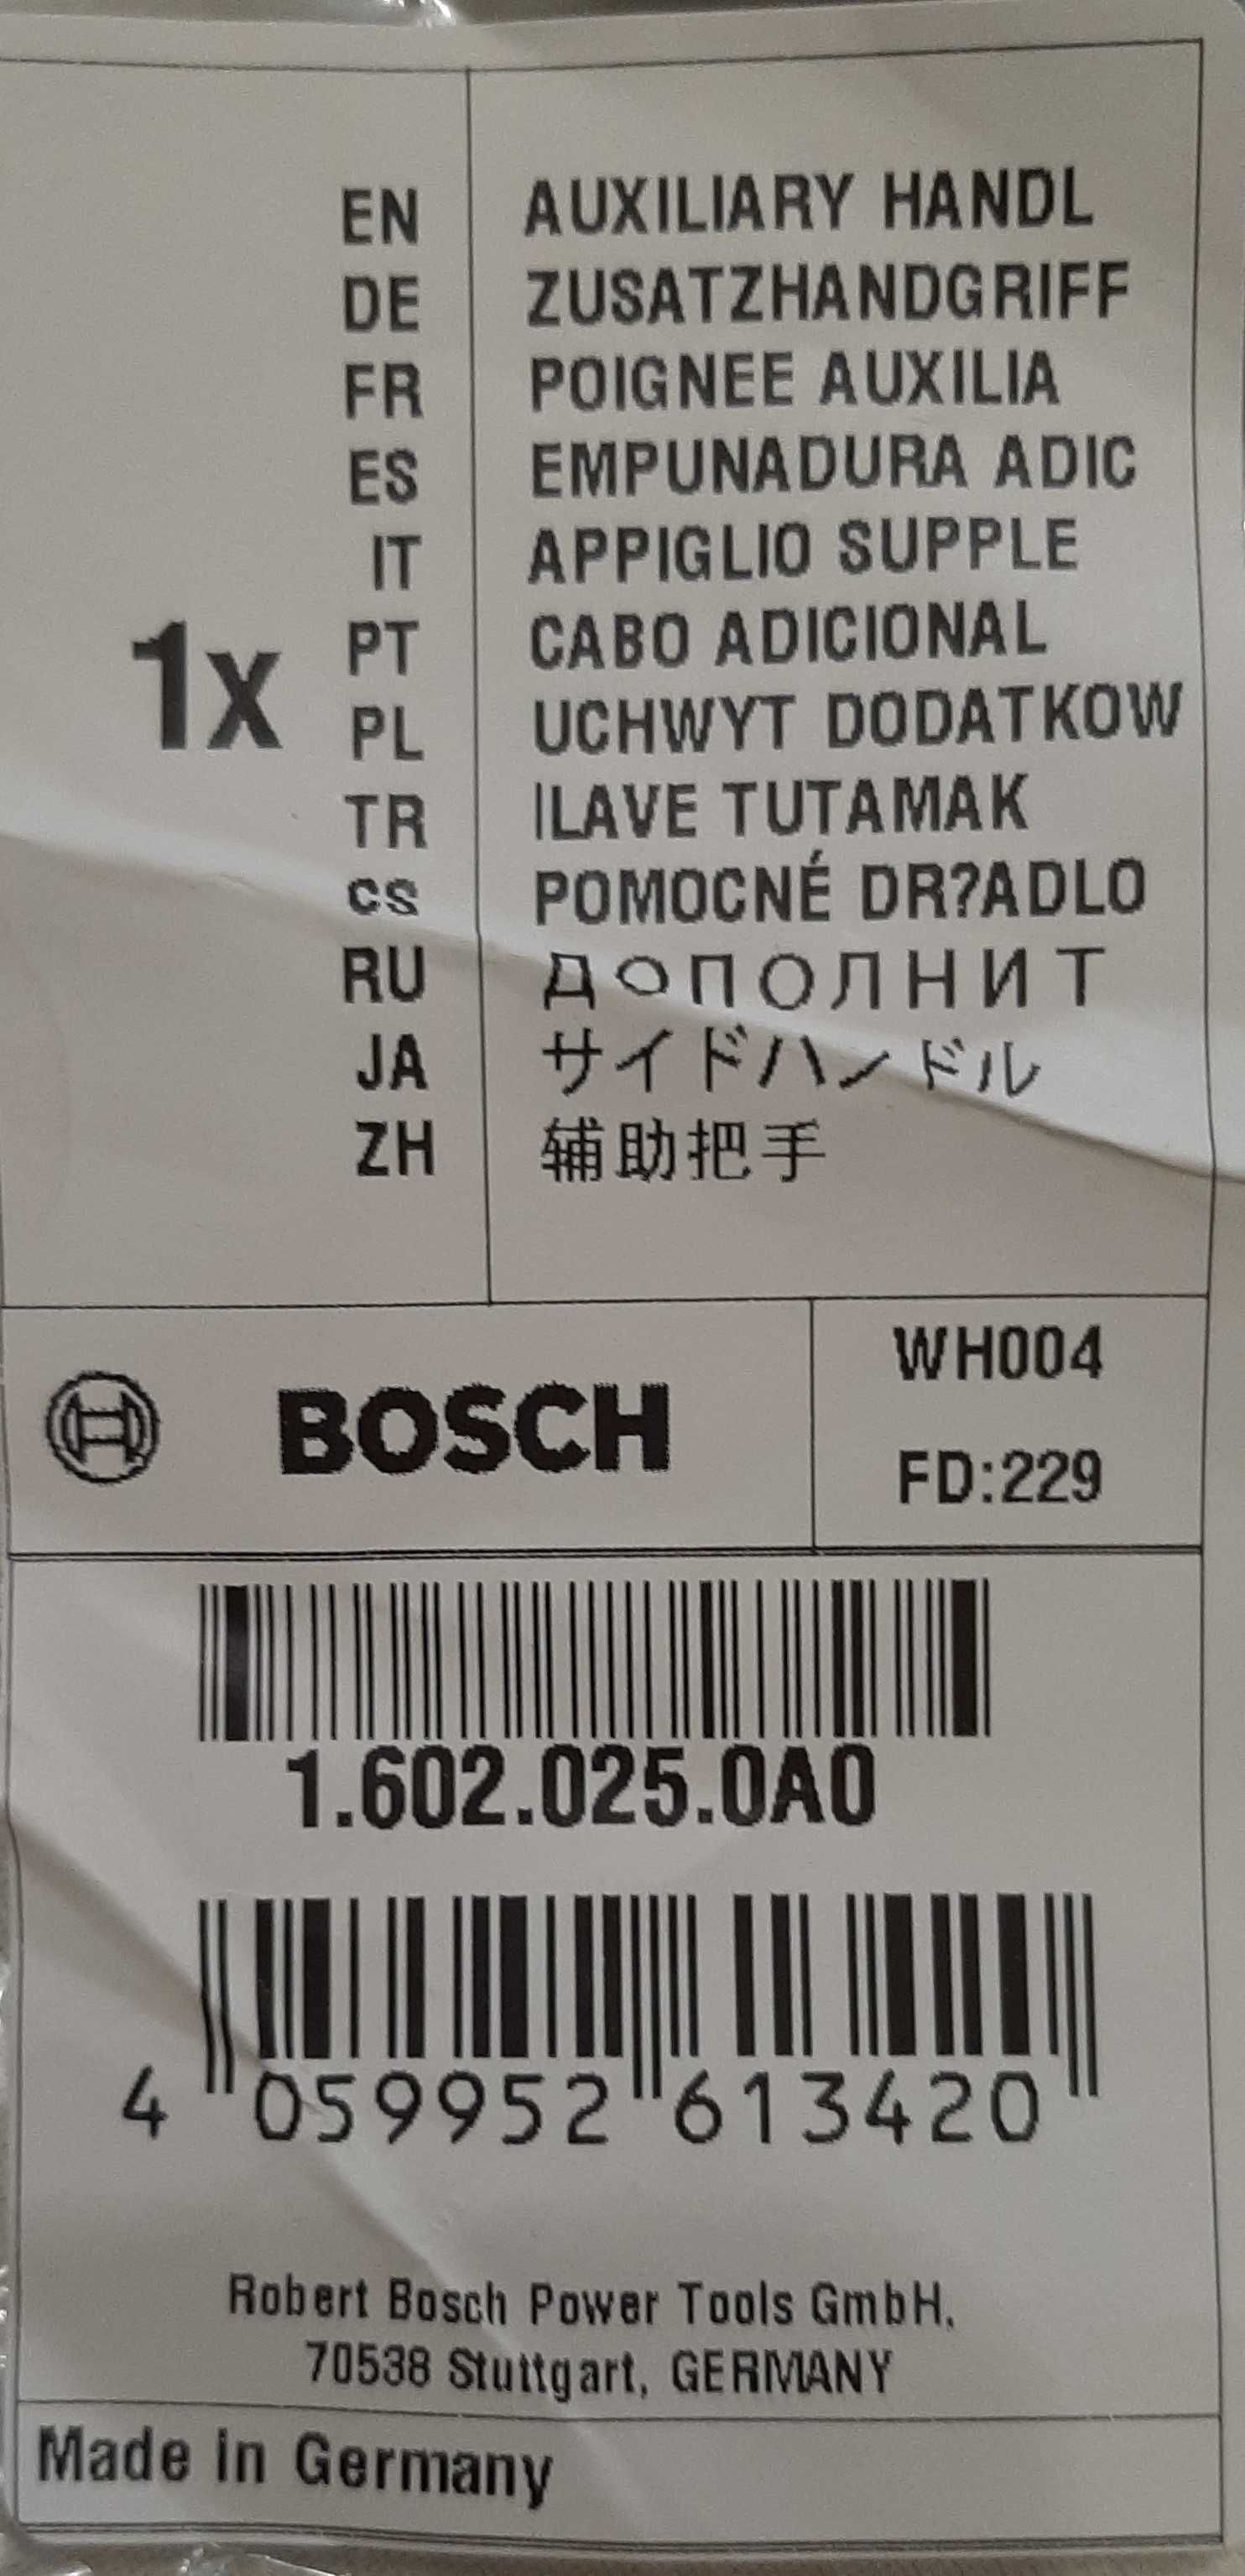 EN AUXILIARY HANDL
DE ZUSATZHANDGRIFF
FR POIGNEE AUXILIA
ES EMPUNADURA ADIC
IT APPIGLIO SUPPLE
1x
PT CABO ADICIONAL
PL UCHWYT DODATKOW
TR ILAVE TUTAMAK
CS POMOCNÉ DR?ADLO
RU ДОПОЛНИТ
JA サイドハンドル
ZH 辅助把手
BOSCH
WH004
FD:229
1.602.025.0A0
4 059952 613420
Robert Bosch Power Tools GmbH,
70538 Stuttgart, GERMANY
Made in Germany